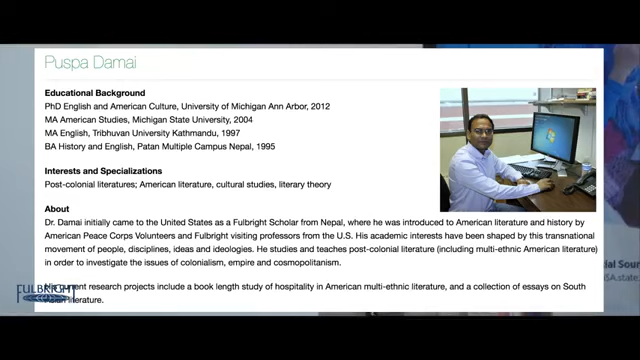 Puspa Damai
Educational Background
PhD English and American Culture, University of Michigan Ann Arbor, 2012
MA American Studies, Michigan State University, 2004
MA English, Tribhuvan University Kathmandu, 1997
BA History and English, Patan Multiple Campus Nepal, 1995
Interests and Specializations
Post-colonial literatures; American literature, cultural studies, literary theory
About
Dr. Damai initially came to the United States as a Fulbright Scholar from Nepal, where he was introduced to American literature and history by
American Peace Corps Volunteers and Fulbright visiting professors from the U.S. His academic interests have been shaped by this transnational
movement of people, disciplines, ideas and ideologies. He studies and teaches post-colonial literature (including multi-ethnic American literature)
in order to investigate the issues of colonialism, empire and cosmopolitanism.
His current research projects include a book length study of hospitality in American multi-ethnic literature, and a collection of essays on South
Asian literature.
FULBRIGHT